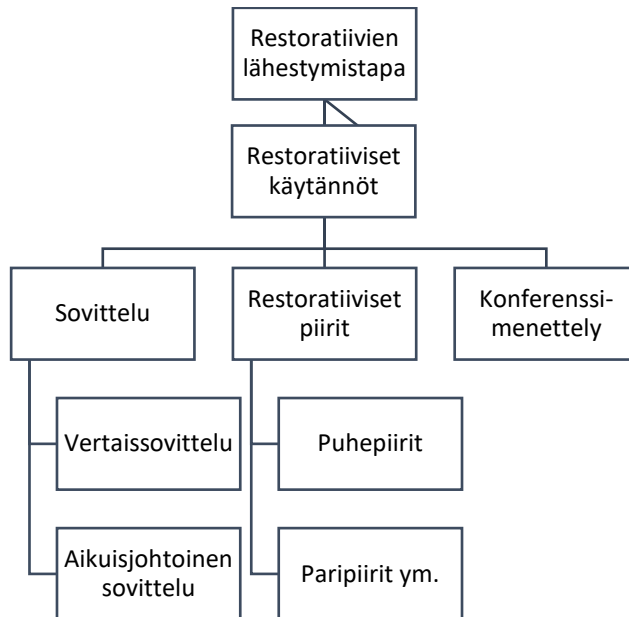 Restoratiivien
lähestymistapa
Restoratiiviset
käytännöt
Sovittelu
Restoratiiviset
piirit
Konferenssi-
menettely
Vertaissovittelu
Puhepiirit
Aikuisjohtoinen
sovittelu
Paripiirit ym.